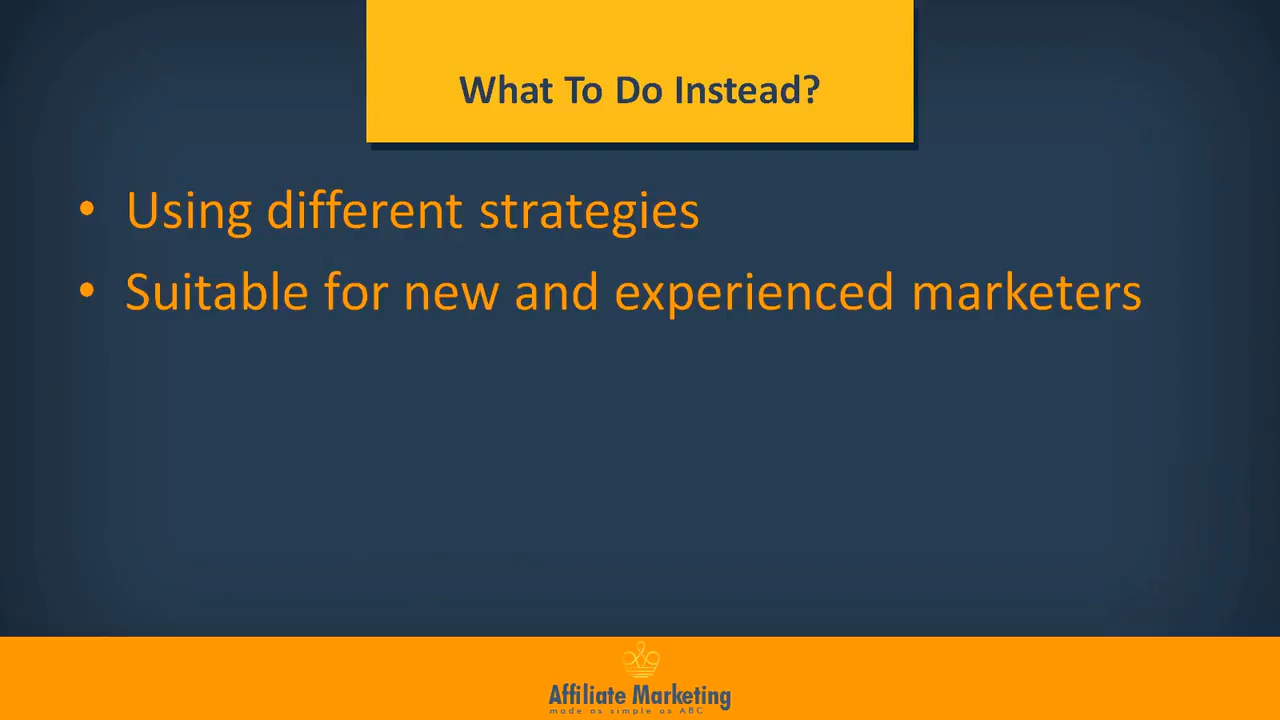 What To Do Instead?
• Using different strategies
• Suitable for new and experienced marketers
Affiliate Marketing
made as simple as ABC